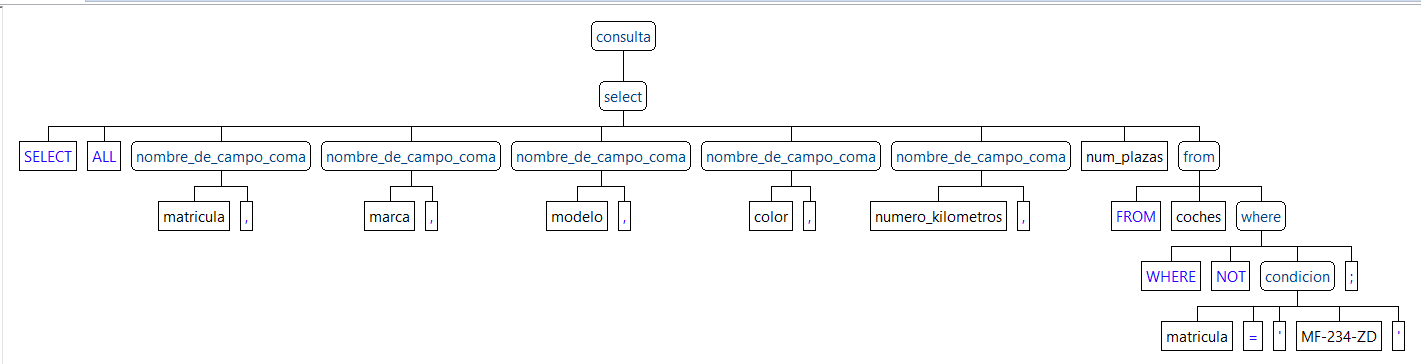 consulta
select
SELECT ALL nombre_de_campo_coma nombre_de_campo_coma nombre_de_campo_coma nombre_de_campo_coma nombre_de_campo_coma num_plazas from
matricula , marca , modelo , color , numero_kilometros , FROM coches where
WHERE NOT condicion ;
matricula = ' MF-234-ZD '